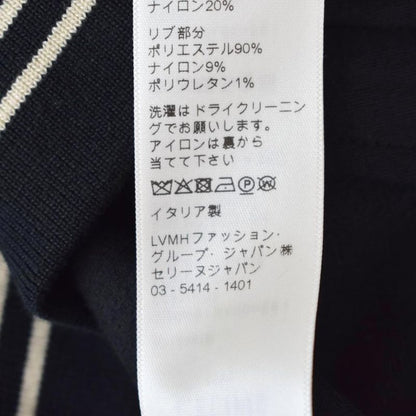 ナイロン20%
リブ部分
ポリエステル90%
ナイロン9%
ポリウレタン1%
洗濯はドライクリーニン
グでお願いします。
アイロンは裏から
当てて下さい
イタリア製
LVMHファッション・
グループ・ジャパン㈱
セリーヌジャパン
03 - 5414 - 1401